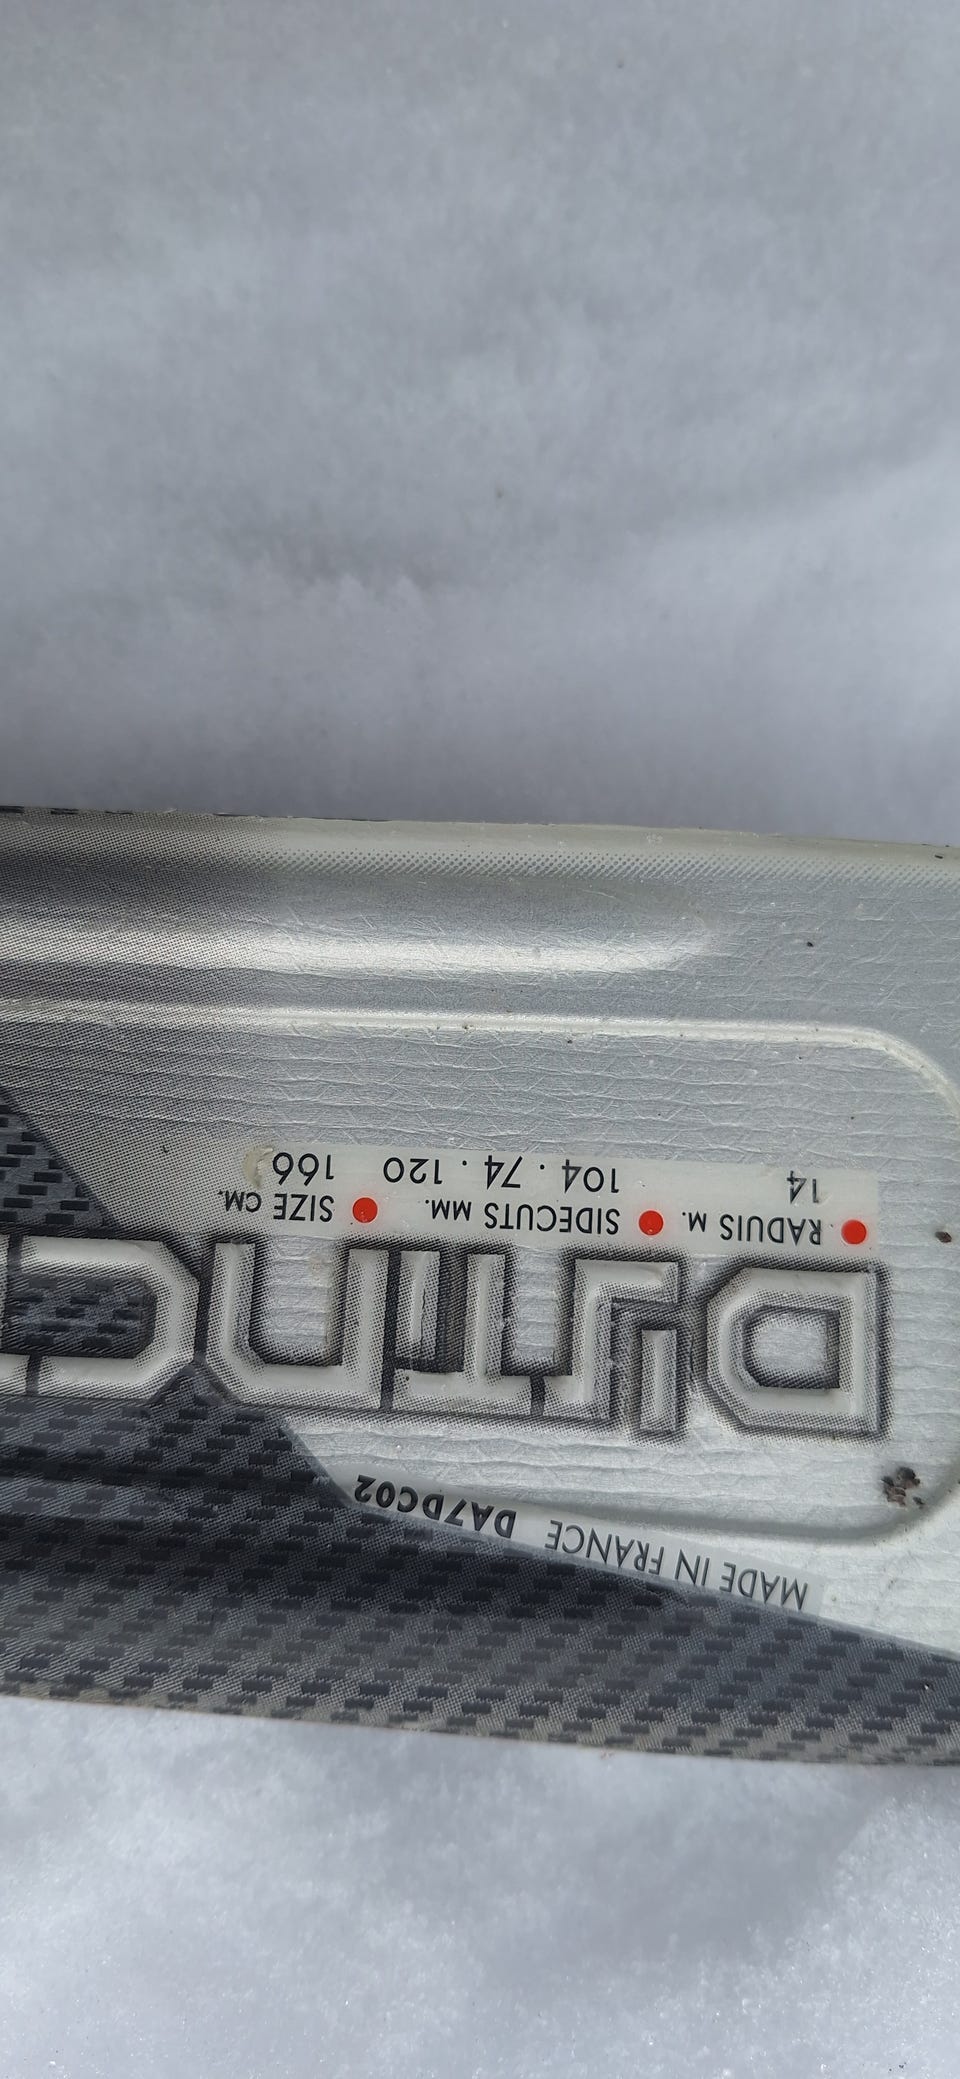 MADE IN FRANCE DA7DC02
● RADUIS M. ● SIDECUTS MM. ● SIZE CM.
14 104 . 74 . 120 166